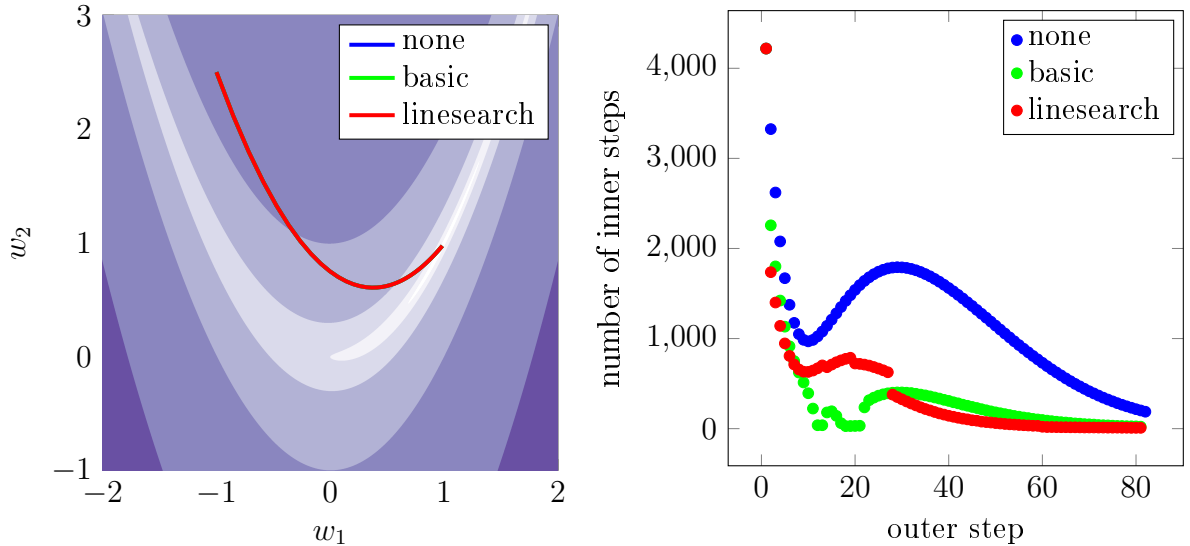 3
2
1
0
−1
−2
−1
0
1
2
w2
w1
none
basic
linesearch
4,000
3,000
2,000
1,000
0
0
20
40
60
80
number of inner steps
outer step
none
basic
linesearch